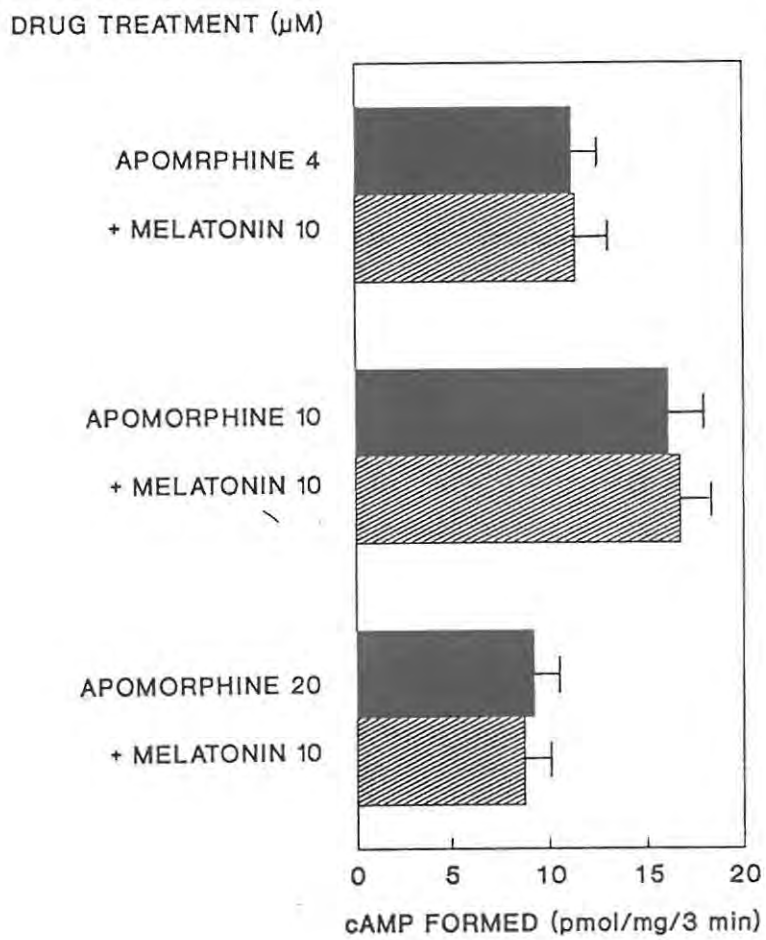 DRUG TREATMENT (µM)
APOMRPHINE 4
+ MELATONIN 10
APOMORPHINE 10
+ MELATONIN 10
APOMORPHINE 20
+ MELATONIN 10
0 5 10 15 20
cAMP FORMED (pmol/mg/3 min)